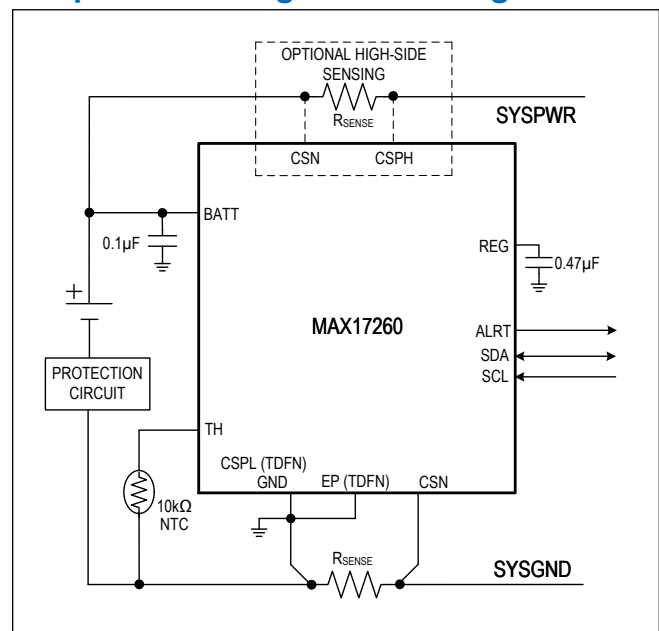 OPTIONAL HIGH-SIDE
SENSING
RSENSE
SYSPWR
CSN
CSPH
BATT
0.1µF
REG
0.47µF
+
MAX17260
ALRT
SDA
SCL
PROTECTION
CIRCUIT
TH
CSPL (TDFN)
GND
EP (TDFN)
CSN
10kΩ
NTC
RSENSE
SYSGND